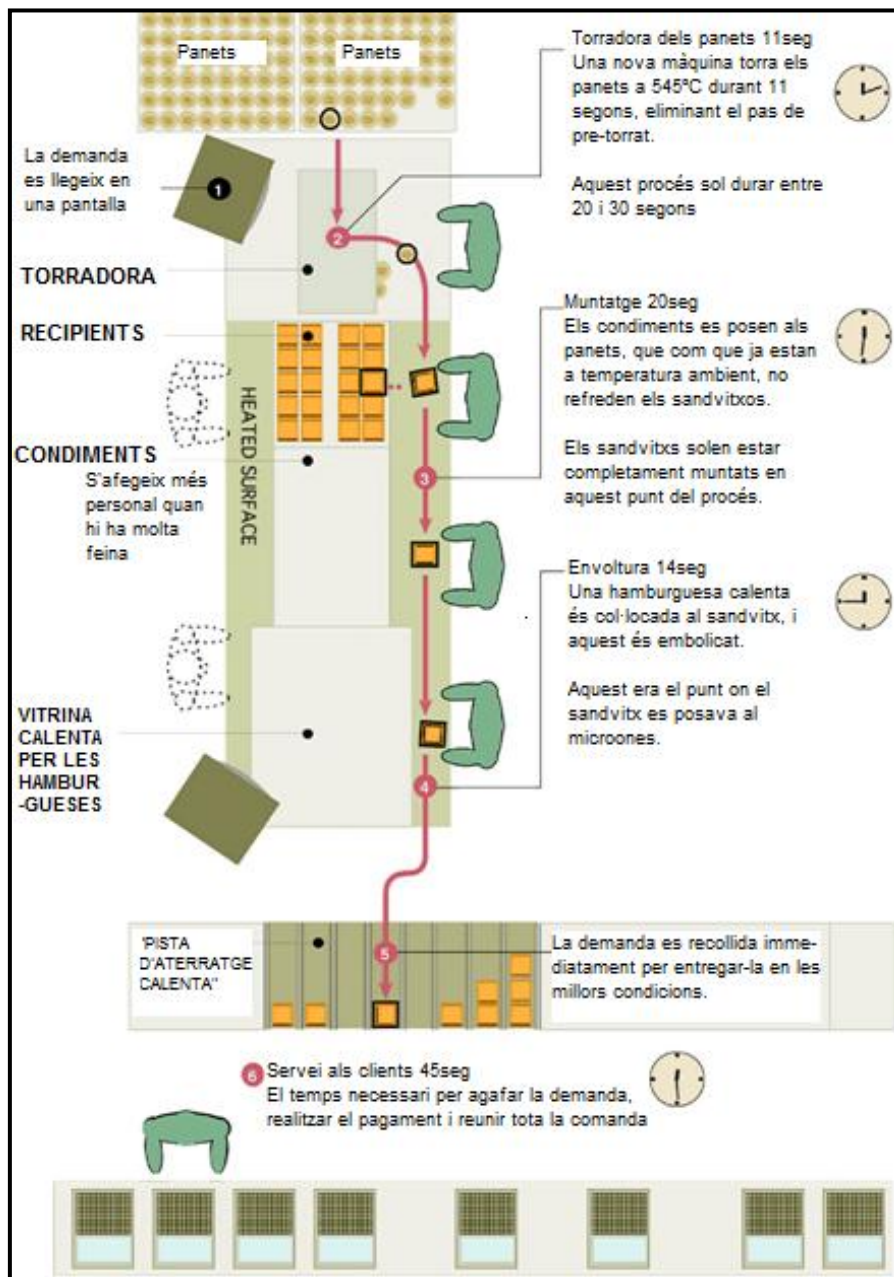 Panets
Panets
Torradora dels panets 11seg
Una nova màquina torra els
panets a 545ºC durant 11
segons, eliminant el pas de
pre-torrat.
Aquest procés sol durar entre
20 i 30 segons
La demanda
es llegeix en
una pantalla
1
2
TORRADORA
RECIPIENTS
Muntatge 20seg
Els condiments es posen als
panets, que com que ja estan
a temperatura ambient, no
refreden els sandvitxos.
Els sandvitxs solen estar
completament muntats en
aquest punt del procés.
HEATED SURFACE
CONDIMENTS
S'afegeix més
personal quan
hi ha molta
feina
3
Envoltura 14seg
Una hamburguesa calenta
és col·locada al sandvitx, i
aquest és embolicat.
Aquest era el punt on el
sandvitx es posava al
microones.
VITRINA
CALENTA
PER LES
HAMBUR
-GUESES
4
"PISTA
D'ATERRATGE
CALENTA"
5
La demanda es recollida imme-
diatament per entregar-la en les
millors condicions.
6 Servei als clients 45seg
El temps necessari per agafar la demanda,
realitzar el pagament i reunir tota la comanda